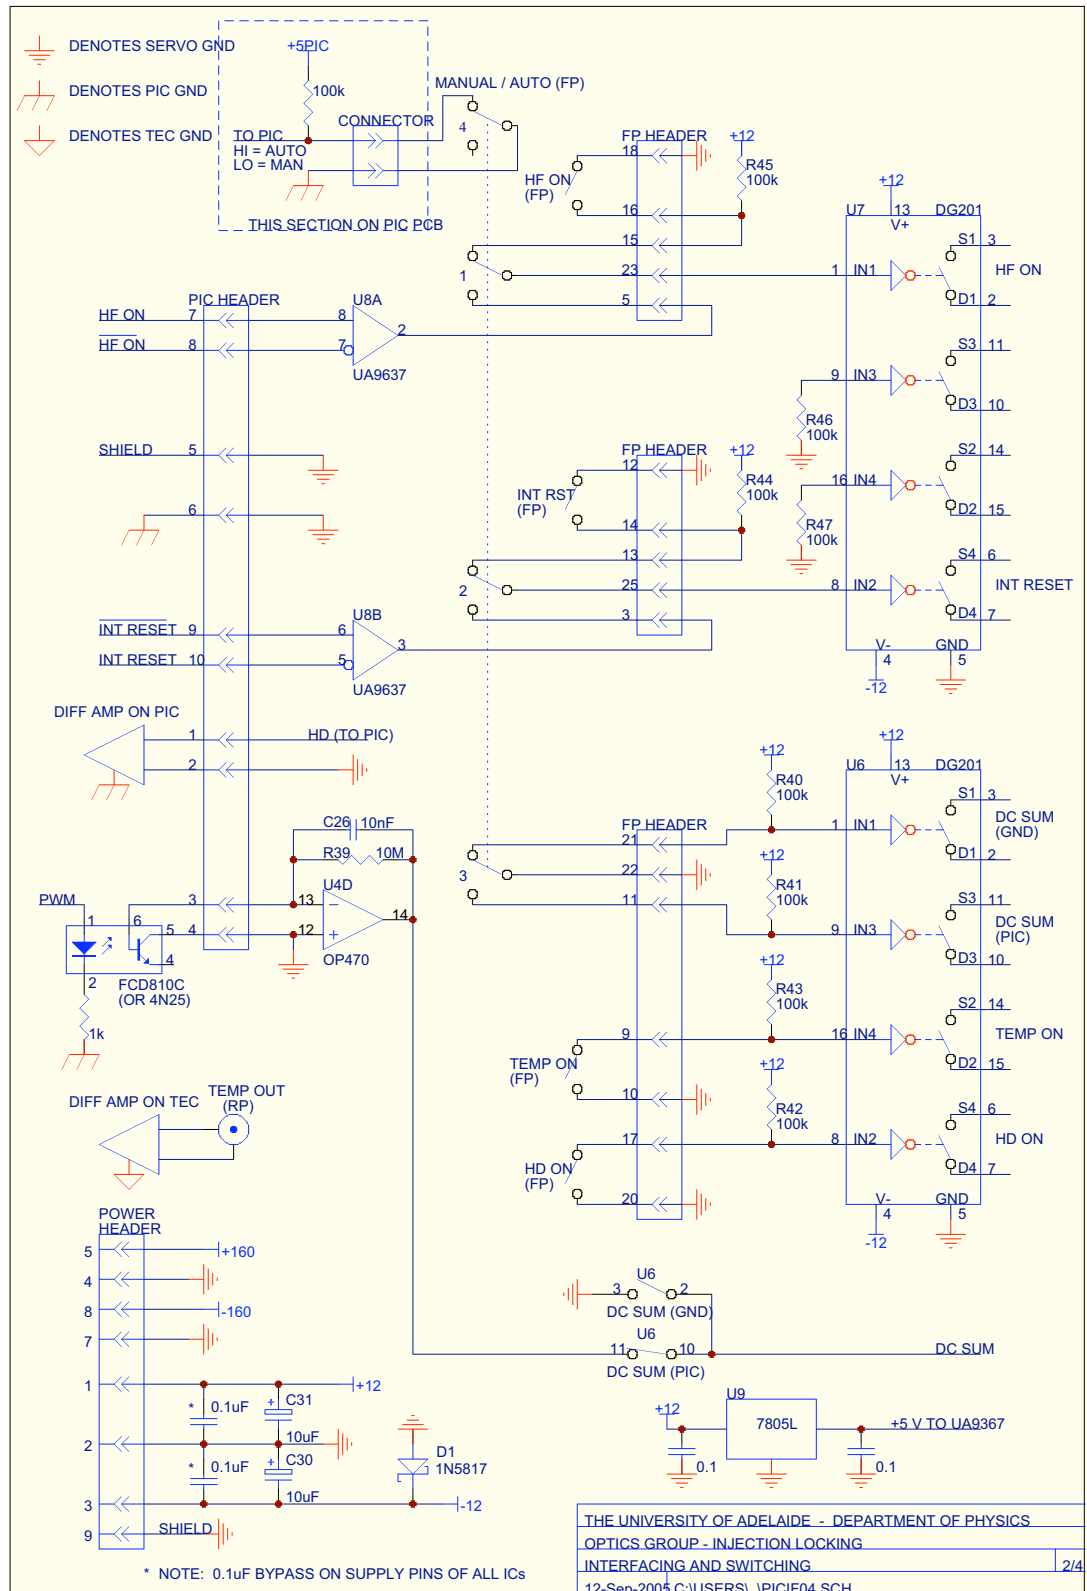 DENOTES SERVO GND
DENOTES PIC GND
DENOTES TEC GND
+5PIC
100k
TO PIC
HI = AUTO
LO = MAN
CONNECTOR
THIS SECTION ON PIC PCB
MANUAL / AUTO (FP)
4
HF ON
(FP)
FP HEADER
18
16
15
23
5
+12
R45
100k
1
U7
+12
13
V+
DG201
1 IN1
S1 3
HF ON
D1 2
S3 11
9 IN3
D3 10
R46
100k
S2 14
16 IN4
D2 15
R47
100k
S4 6
8 IN2
INT RESET
D4 7
V-
4
-12
GND
5
PIC HEADER
HF ON 7
HF ON 8
U8A
8
7
2
UA9637
SHIELD 5
6
INT RST
(FP)
FP HEADER
12
14
13
25
3
+12
R44
100k
2
INT RESET 9
INT RESET 10
U8B
6
5
3
UA9637
DIFF AMP ON PIC
1
2
HD (TO PIC)
C26 10nF
R39 10M
U4D
13
12
14
OP470
PWM
1
6
5
4
3
4
2
FCD810C
(OR 4N25)
1k
FP HEADER
21
22
11
3
+12
R40
100k
+12
R41
100k
+12
R43
100k
+12
R42
100k
9
10
TEMP ON
(FP)
17
20
HD ON
(FP)
U6
+12
13
V+
DG201
1 IN1
S1 3
DC SUM
(GND)
D1 2
S3 11
DC SUM
(PIC)
9 IN3
D3 10
S2 14
16 IN4
TEMP ON
D2 15
S4 6
8 IN2
HD ON
D4 7
V-
4
-12
GND
5
DIFF AMP ON TEC
TEMP OUT
(RP)
POWER
HEADER
5
+160
4
8
-160
7
1
+12
* 0.1uF
C31
10uF
2
* 0.1uF
C30
10uF
3
-12
9
SHIELD
D1
1N5817
U6
3 2
DC SUM (GND)
U6
11 10
DC SUM (PIC)
DC SUM
U9
+12
7805L
+5 V TO UA9367
0.1
0.1
* NOTE: 0.1uF BYPASS ON SUPPLY PINS OF ALL ICs
THE UNIVERSITY OF ADELAIDE - DEPARTMENT OF PHYSICS
OPTICS GROUP - INJECTION LOCKING
INTERFACING AND SWITCHING 2/4
12-Sep-2005 C:\USERS\..\PICIF04.SCH